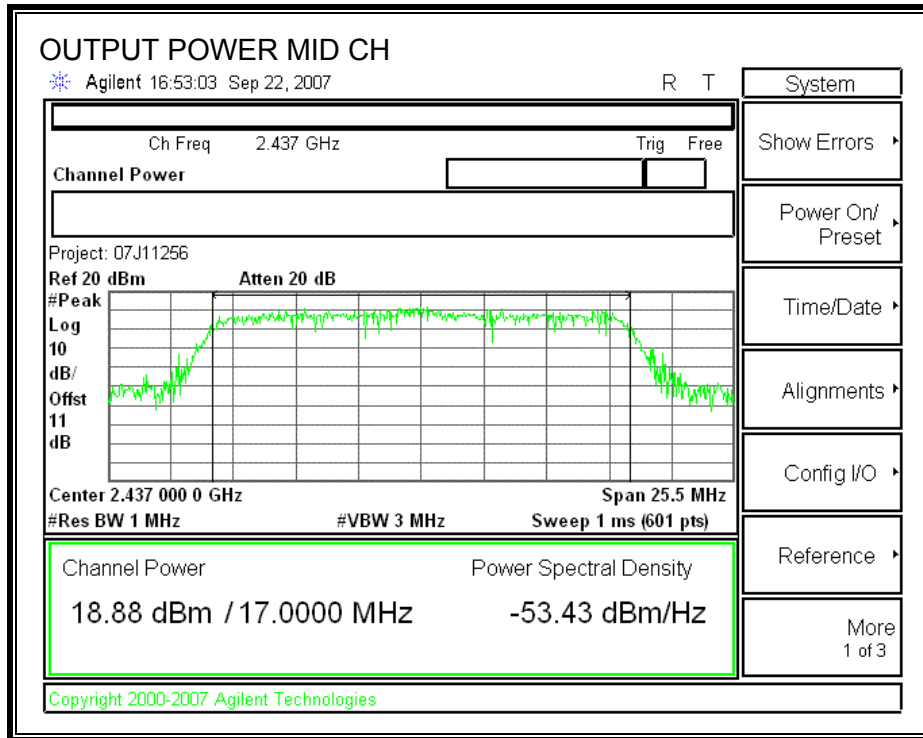 OUTPUT POWER MID CH
Agilent 16:53:03 Sep 22, 2007 R T
System
Ch Freq 2.437 GHz Trig Free
Show Errors
Channel Power
Power On/
Preset
Project: 07J11256
Ref 20 dBm Atten 20 dB
#Peak
Log
10
dB/
Offst
11
dB
Time/Date
Alignments
Config I/O
Center 2.437 000 0 GHz Span 25.5 MHz
#Res BW 1 MHz #VBW 3 MHz Sweep 1 ms (601 pts)
Channel Power Power Spectral Density
18.88 dBm / 17.0000 MHz -53.43 dBm/Hz
Reference
More
1 of 3
Copyright 2000-2007 Agilent Technologies